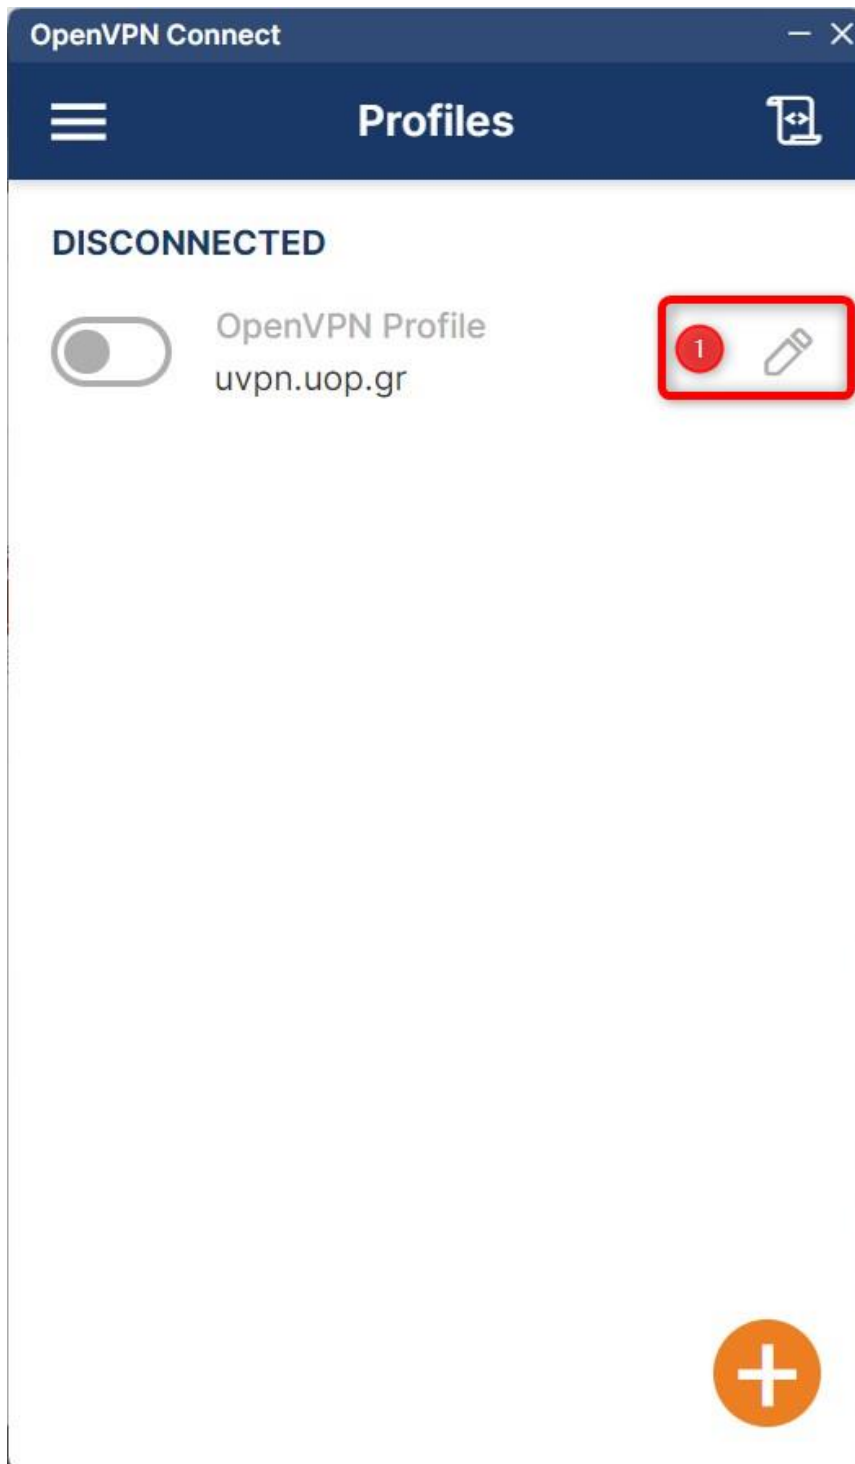 OpenVPN Connect
Profiles
DISCONNECTED
OpenVPN Profile
uvpn.uop.gr
1